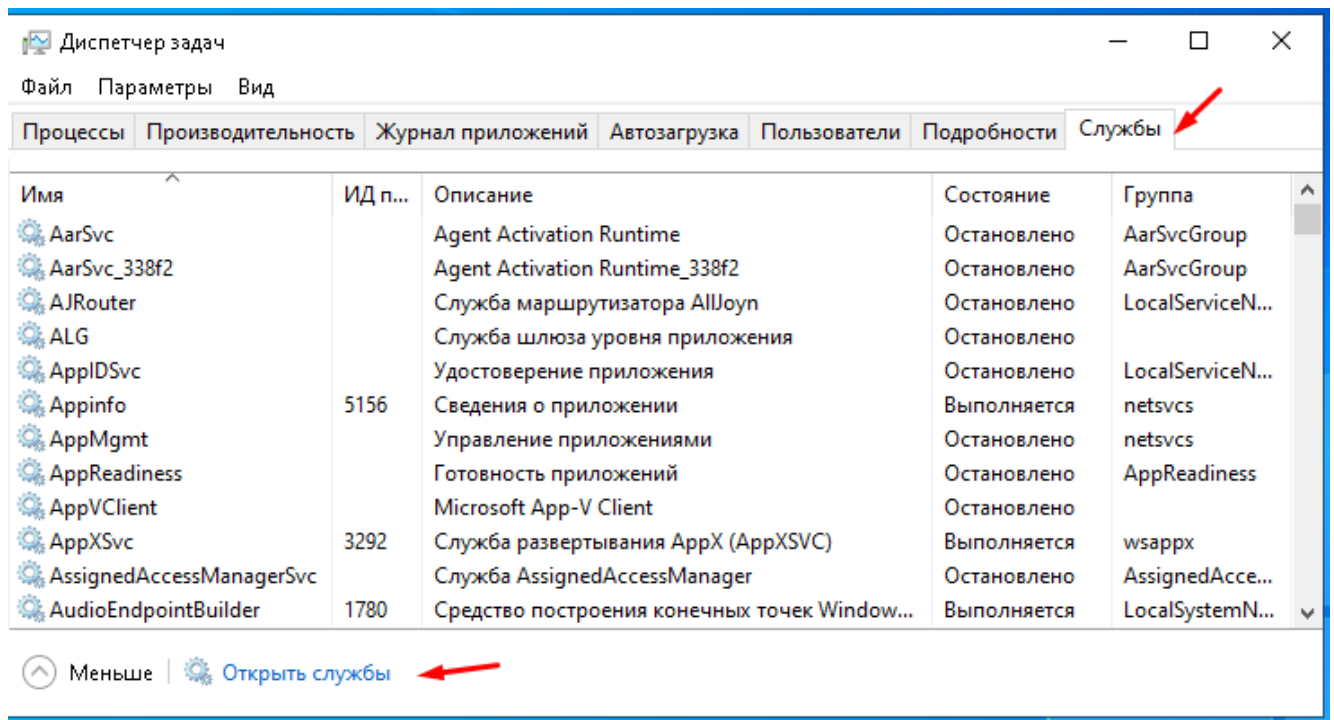 Диспетчер задач
Файл Параметры Вид
Процессы Производительность Журнал приложений Автозагрузка Пользователи Подробности Службы
Имя ИД п... Описание Состояние Группа
AarSvc Agent Activation Runtime Остановлено AarSvcGroup
AarSvc_338f2 Agent Activation Runtime_338f2 Остановлено AarSvcGroup
AJRouter Служба маршрутизатора AllJoyn Остановлено LocalServiceN...
ALG Служба шлюза уровня приложения Остановлено
AppIDSvc Удостоверение приложения Остановлено LocalServiceN...
Appinfo 5156 Сведения о приложении Выполняется netsvcs
AppMgmt Управление приложениями Остановлено netsvcs
AppReadiness Готовность приложений Остановлено AppReadiness
AppVClient Microsoft App-V Client Остановлено
AppXSvc 3292 Служба развертывания AppX (AppXSVC) Выполняется wsappx
AssignedAccessManagerSvc Служба AssignedAccessManager Остановлено AssignedAcce...
AudioEndpointBuilder 1780 Средство построения конечных точек Window... Выполняется LocalSystemN...
Меньше Открыть службы